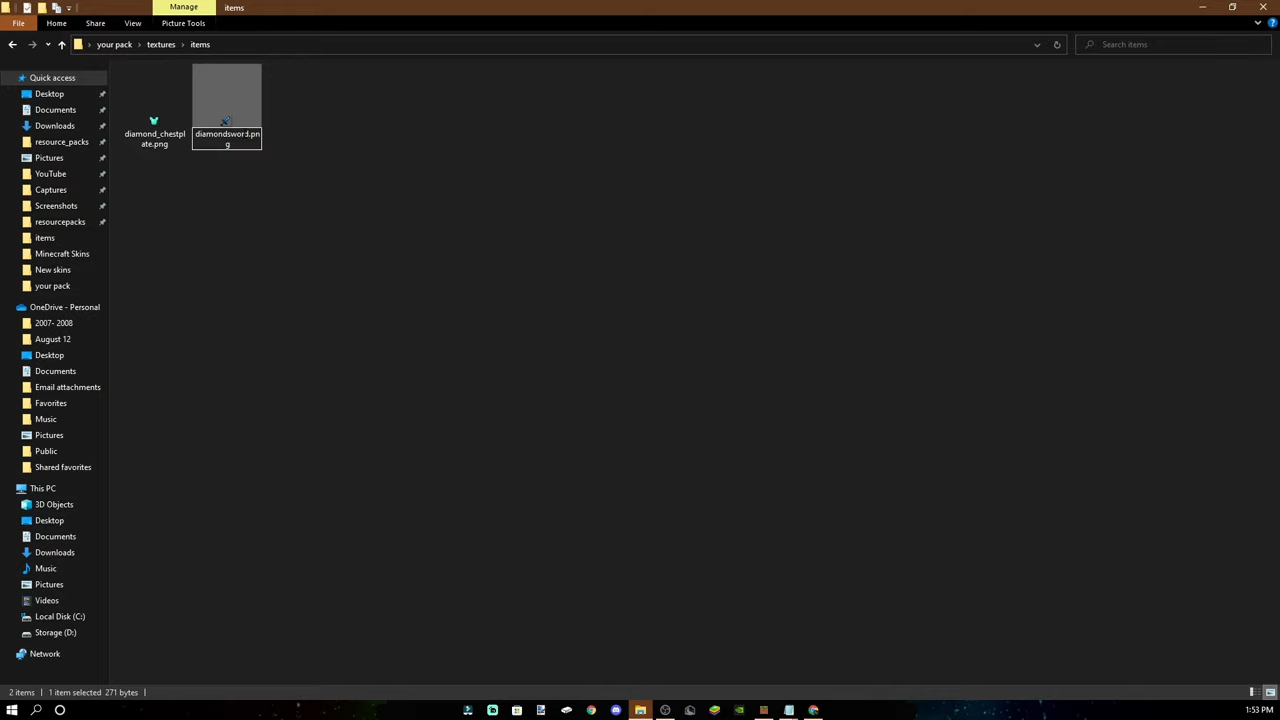 Manage
items
File
Home
Share
View
Picture Tools
your pack
textures
items
Search items
Quick access
Desktop
Documents
Downloads
resource_packs
Pictures
YouTube
Captures
Screenshots
resourcepacks
items
Minecraft Skins
New skins
your pack
OneDrive - Personal
2007- 2008
August 12
Desktop
Documents
Email attachments
Favorites
Music
Pictures
Public
Shared favorites
This PC
3D Objects
Desktop
Documents
Downloads
Music
Pictures
Videos
Local Disk (C:)
Storage (D:)
Network
diamond_chestpl
ate.png
diamondsword.pn
g
2 items
1 item selected 271 bytes
1:53 PM